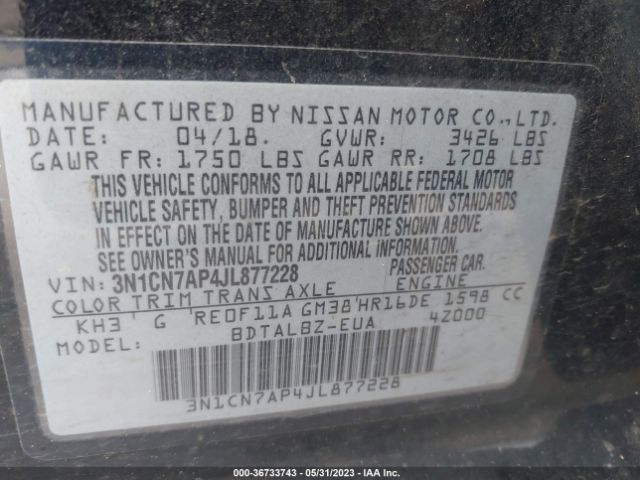 MANUFACTURED BY NISSAN MOTOR CO.,LTD.
DATE: 04/18. GVWR: 3426 LBS
GAWR FR: 1750 LBS GAWR RR: 1708 LBS
THIS VEHICLE CONFORMS TO ALL APPLICABLE FEDERAL MOTOR
VEHICLE SAFETY, BUMPER AND THEFT PREVENTION STANDARDS
IN EFFECT ON THE DATE OF MANUFACTURE SHOWN ABOVE.
SEE OWNER'S MANUAL FOR ADDITIONAL INFORMATION.
VIN: 3N1CN7AP4JL877228 PASSENGER CAR.
COLOR TRIM TRANS AXLE ENGINE
KH3 ' G ' RE0F11A GM38'HR16DE 1598 CC
MODEL: BDTALBZ-EUA 4Z000
3N1CN7AP4JL877228
000-36733743 - 05/31/2023 - IAA Inc.